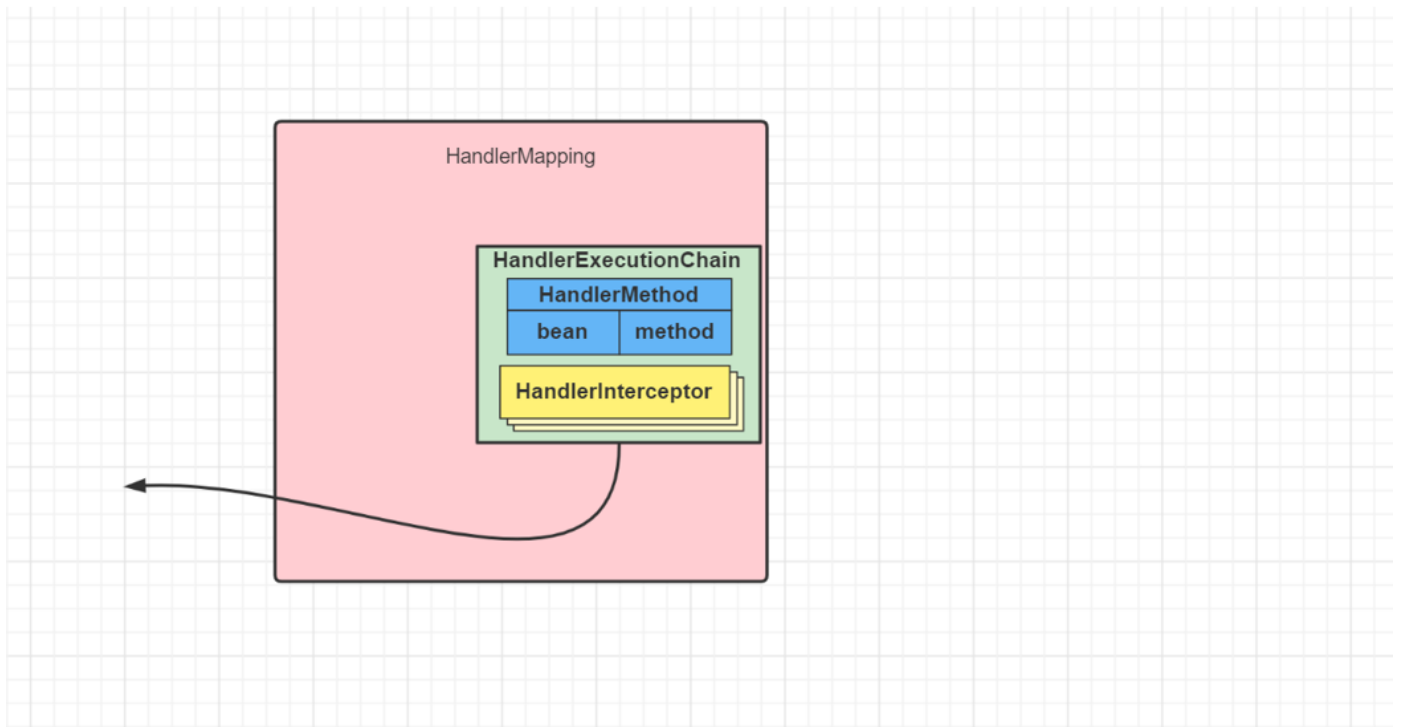 HandlerMapping
HandlerExecutionChain
HandlerMethod
bean
method
HandlerInterceptor